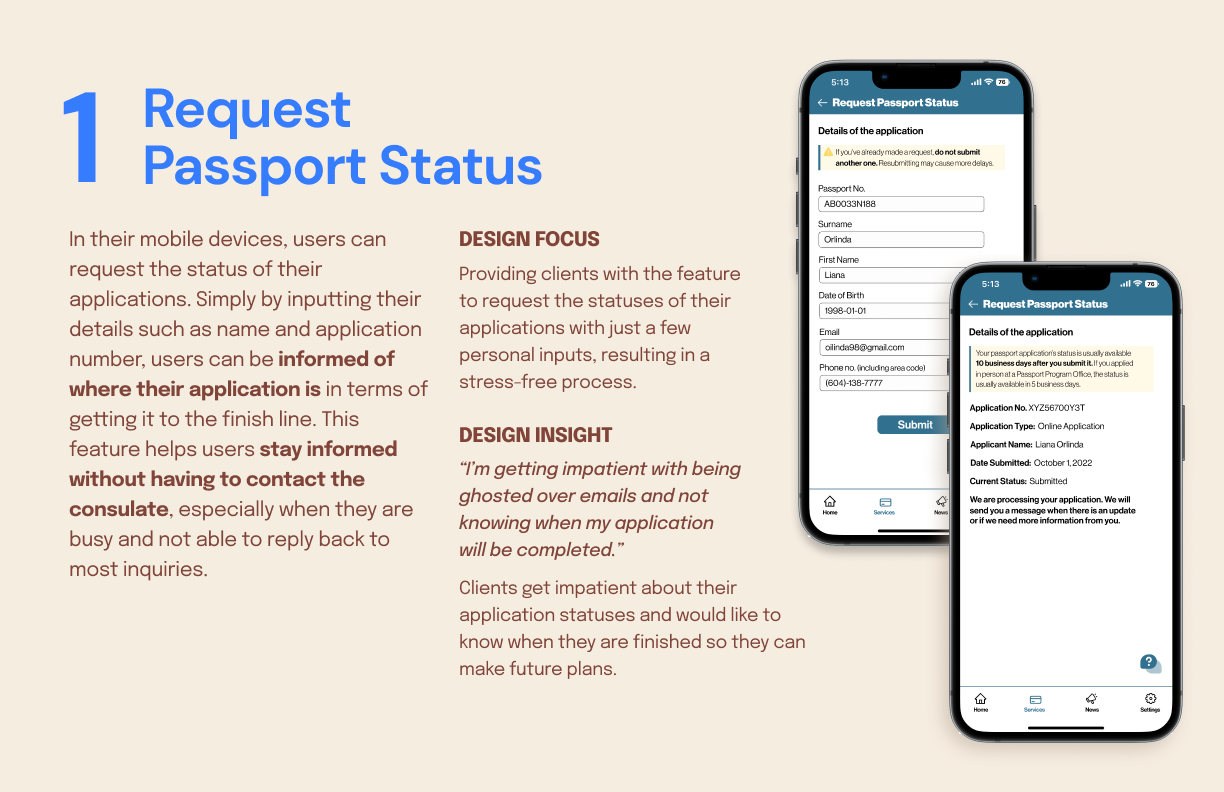 1
Request
Passport Status
In their mobile devices, users can
request the status of their
applications. Simply by inputting their
details such as name and application
number, users can be informed of
where their application is in terms of
getting it to the finish line. This
feature helps users stay informed
without having to contact the
consulate, especially when they are
busy and not able to reply back to
most inquiries.
DESIGN FOCUS
Providing clients with the feature
to request the statuses of their
applications with just a few
personal inputs, resulting in a
stress-free process.
DESIGN INSIGHT
“I’m getting impatient with being
ghosted over emails and not
knowing when my application
will be completed.”
Clients get impatient about their
application statuses and would like to
know when they are finished so they can
make future plans.
5:13
76
Request Passport Status
Details of the application
If you've already made a request, do not submit
another one. Resubmitting may cause more delays.
Passport No.
AB0033N188
Surname
Orlinda
First Name
Liana
Date of Birth
1998-01-01
Email
oilinda98@gmail.com
Phone no. (including area code)
(604)-138-7777
Submit
Home
Services
News
5:13
76
Request Passport Status
Details of the application
Your passport application's status is usually available
10 business days after you submit it. If you applied
in person at a Passport Program Office, the status is
usually available in 5 business days.
Application No. XYZ56700Y3T
Application Type: Online Application
Applicant Name: Liana Orlinda
Date Submitted: October 1, 2022
Current Status: Submitted
We are processing your application. We will
send you a message when there is an update
or if we need more information from you.
?
Home
Services
News
Settings